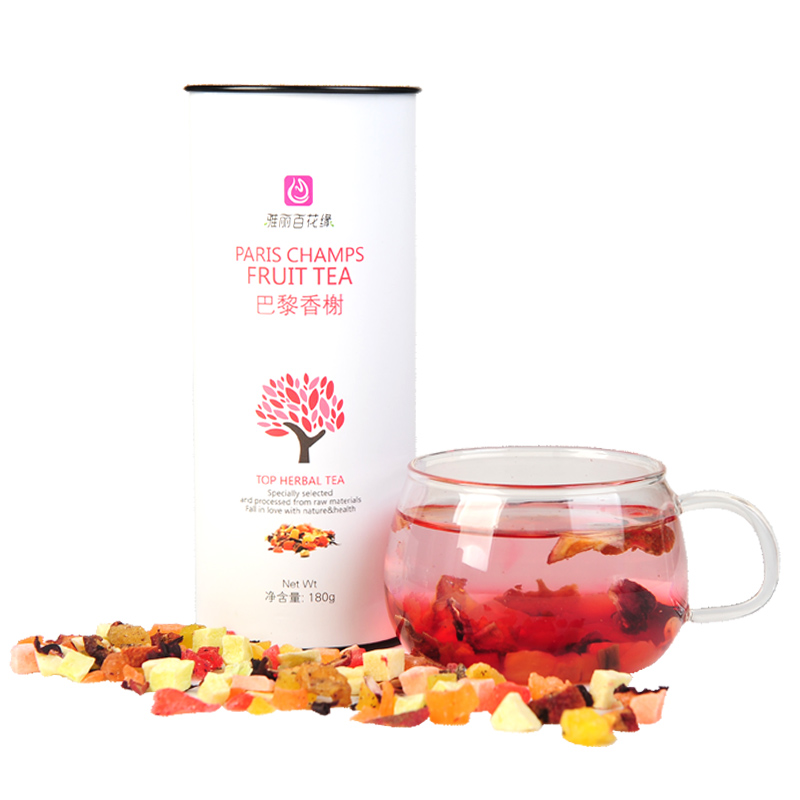 雅丽百花缘
PARIS CHAMPS
FRUIT TEA
巴黎香榭
TOP HERBAL TEA
Specially selected
and processed from raw materials
Fall in love with nature&health
Net Wt
净含量: 180g